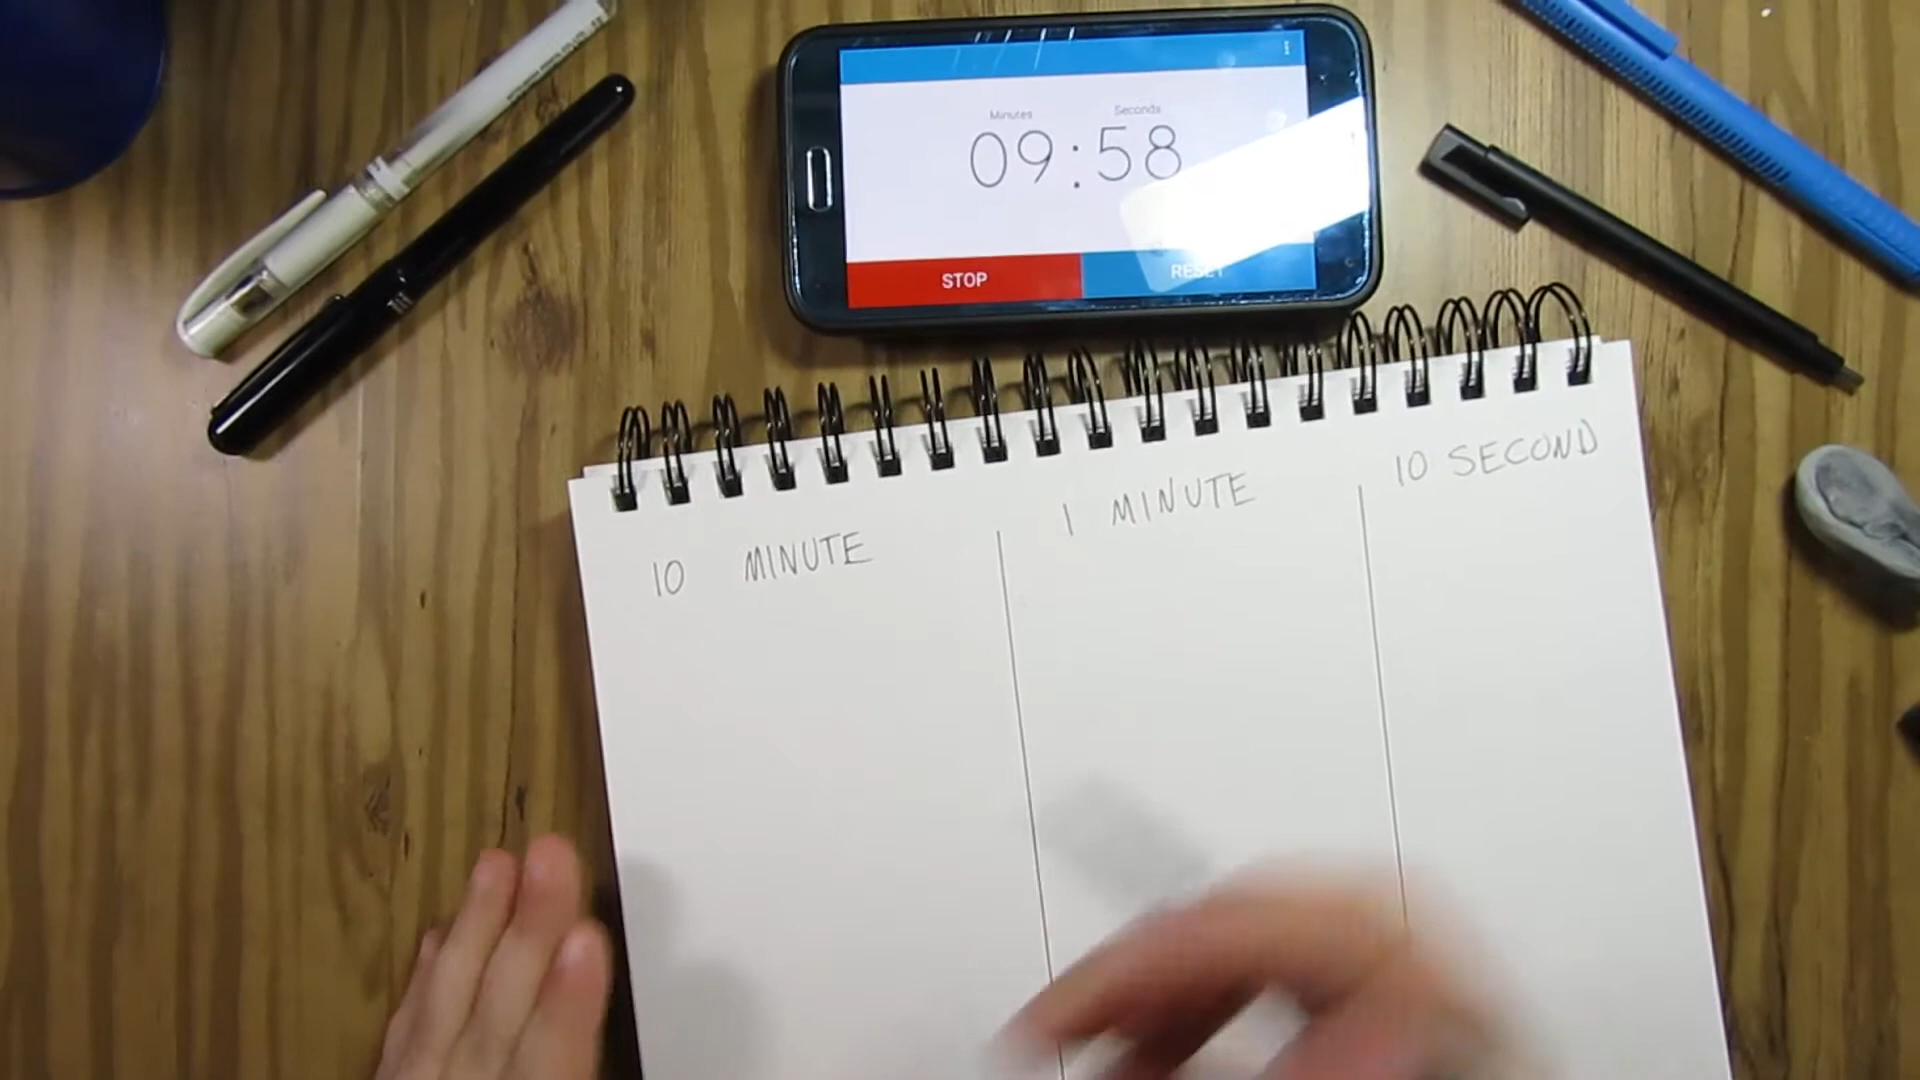 Minutes Seconds
09:58
STOP RESET
10 MINUTE
1 MINUTE
10 SECOND